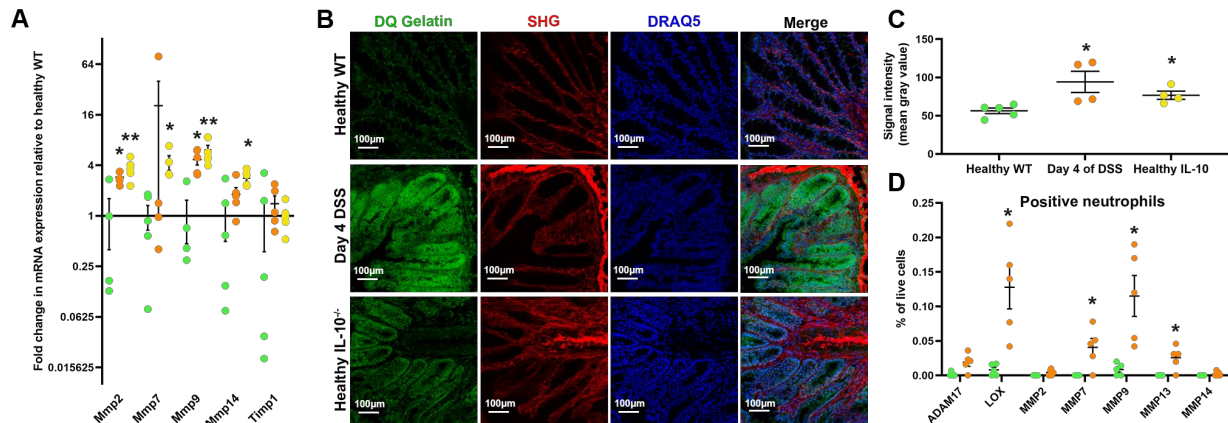 A
Fold change in mRNA expression relative to healthy WT
64
16
4
1
0.25
0.0625
0.015625
* ** * * ** *
Mmp2 Mmp7 Mmp9 Mmp14 Timp1
B
DQ Gelatin SHG DRAQ5 Merge
Healthy WT
100µm 100µm 100µm 100µm
Day 4 DSS
100µm 100µm 100µm 100µm
Healthy IL-10-/-
100µm 100µm 100µm 100µm
C
Signal intensity
(mean gray value)
150
100
50
0
* *
Healthy WT Day 4 of DSS Healthy IL-10
D
Positive neutrophils
% of live cells
0.25
0.20
0.15
0.10
0.05
0.00
* * * *
ADAM17 LOX MMP2 MMP7 MMP9 MMP13 MMP14